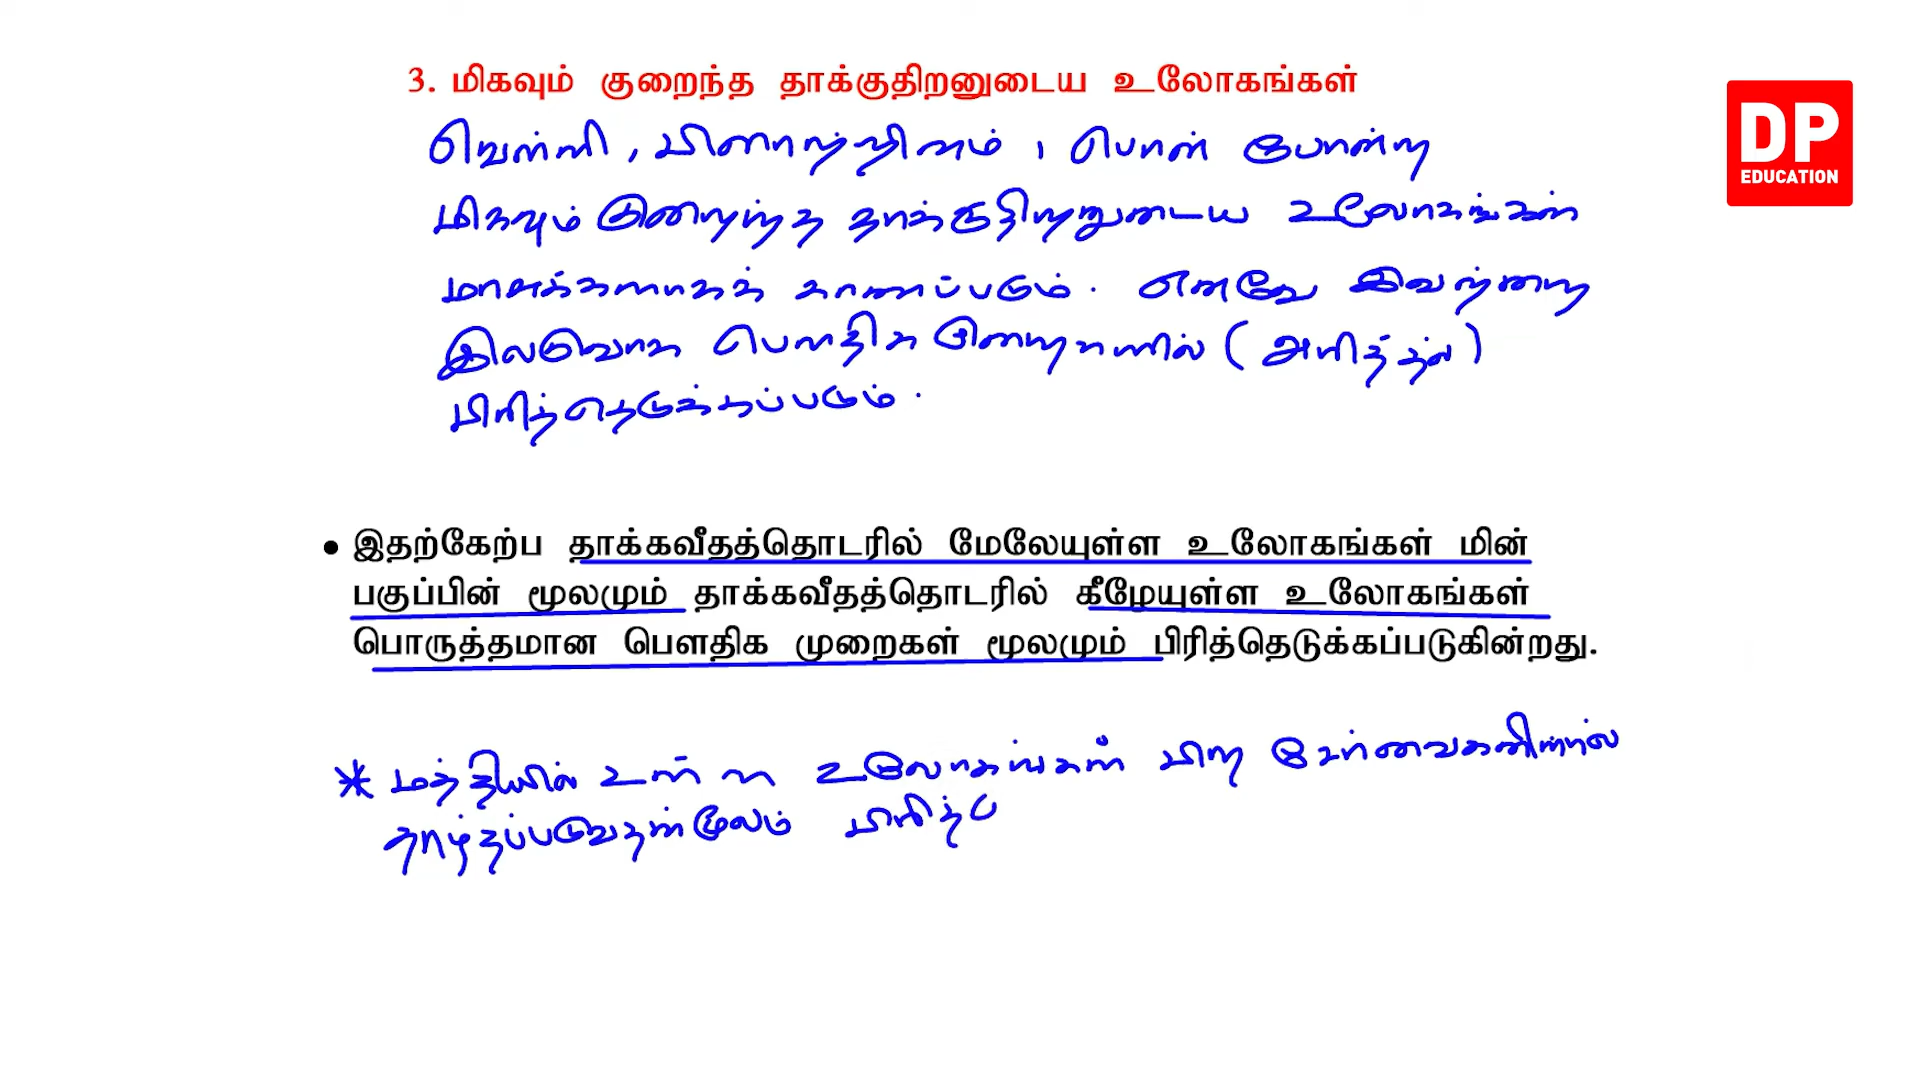 3. மிகவும் குறைந்த தாக்குதிறனுடைய உலோகங்கள்
DP
EDUCATION
வெள்ளி, பிளாற்றினம், பொன் போன்ற
மிகவும் குறைந்த தாக்குதிறனுடைய உலோகங்கள்
மாசுக்களாகக் காணப்படும். எனவே இவற்றை
இலகுவாக பௌதிக முறைகளில் (அரித்தல்)
பிரித்தெடுக்கப்படும்.
• இதற்கேற்ப தாக்கவீதத்தொடரில் மேலேயுள்ள உலோகங்கள் மின்
பகுப்பின் மூலமும் தாக்கவீதத்தொடரில் கீழேயுள்ள உலோகங்கள்
பொருத்தமான பௌதிக முறைகள் மூலமும் பிரித்தெடுக்கப்படுகின்றது.
* மத்தியில் உள்ள உலோகங்கள் பிற சேர்வைகளினால்
தாழ்த்தப்படுவதன்மூலம் பிரித்